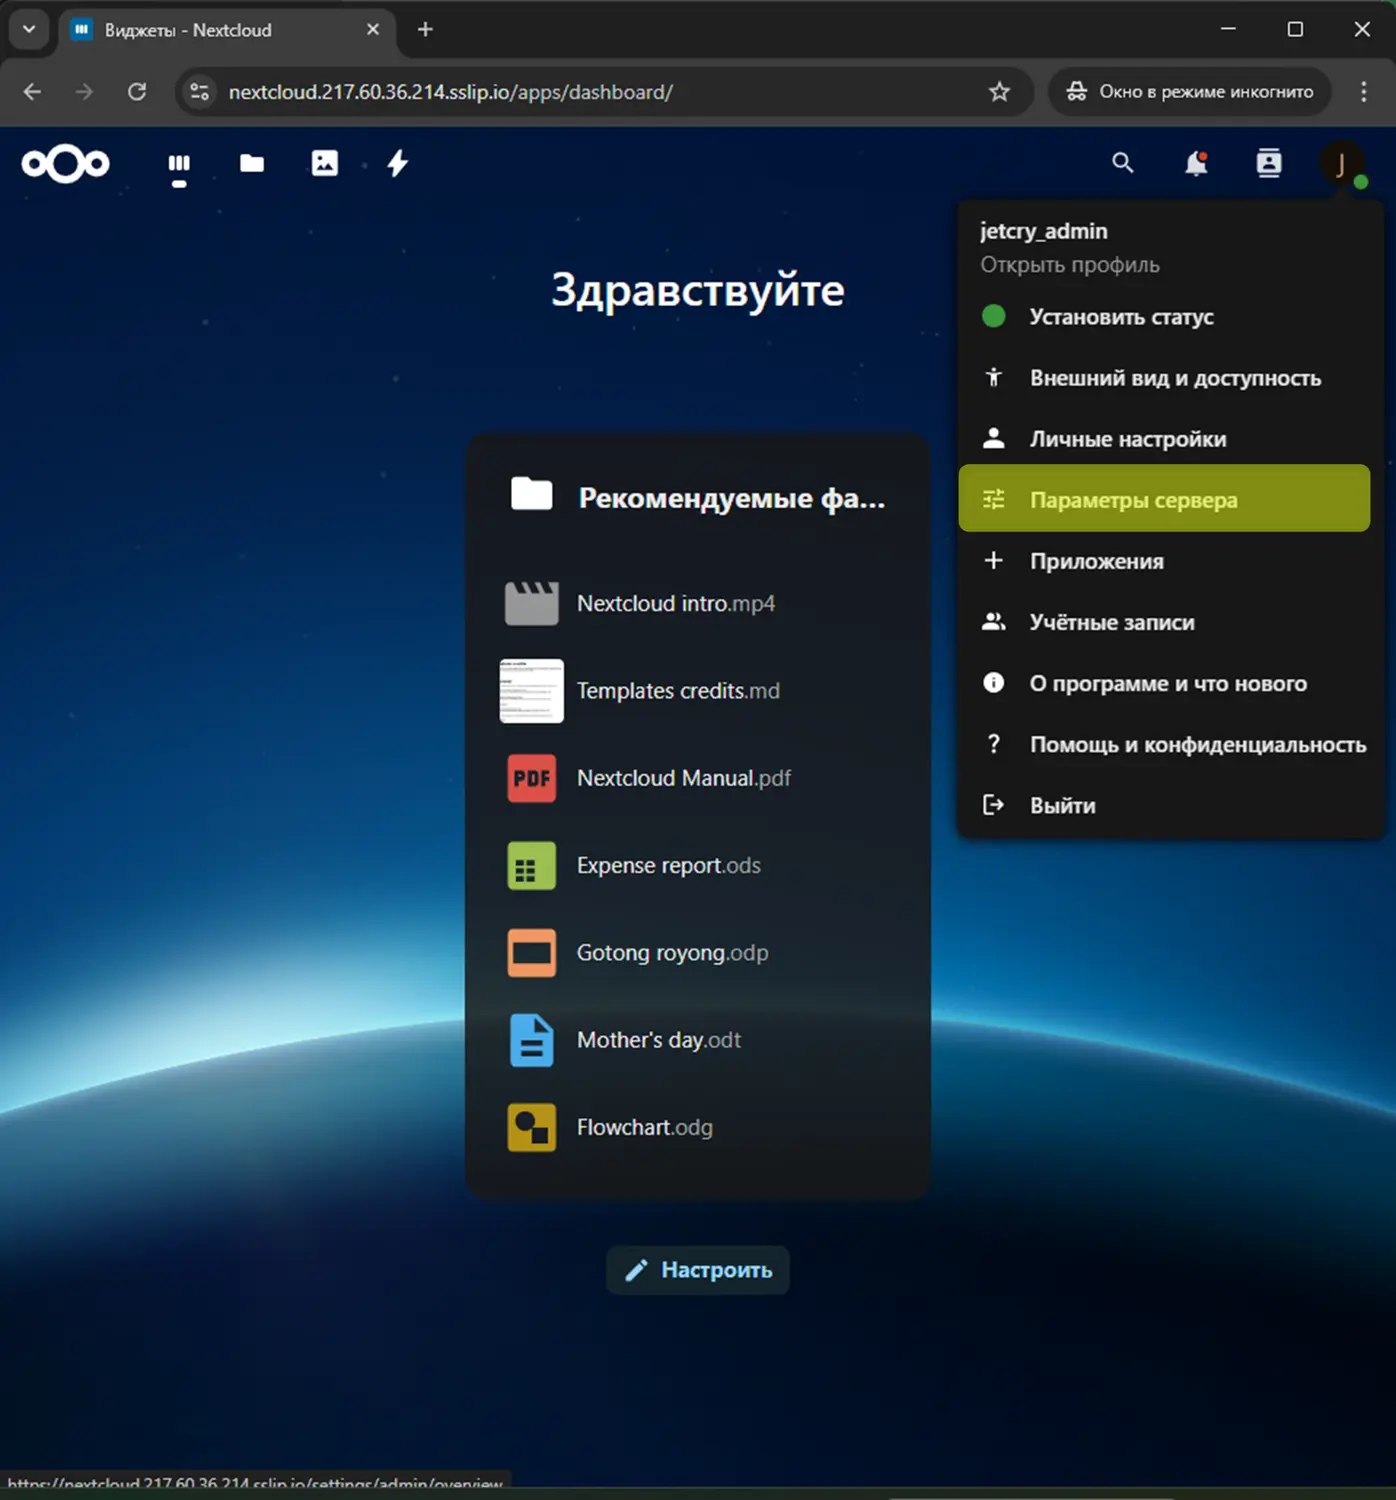 Виджеты - Nextcloud
nextcloud.217.60.36.214.sslip.io/apps/dashboard/
Окно в режиме инкогнито
J
jetcry_admin
Открыть профиль
Здравствуйте
Установить статус
Внешний вид и доступность
Личные настройки
Параметры сервера
Приложения
Учётные записи
О программе и что нового
Помощь и конфиденциальность
Выйти
Рекомендуемые фа...
Nextcloud intro.mp4
Templates credits.md
PDF
Nextcloud Manual.pdf
Expense report.ods
Gotong royong.odp
Mother's day.odt
Flowchart.odg
Настроить
https://nextcloud.217.60.36.214.sslip.io/settings/admin/overview